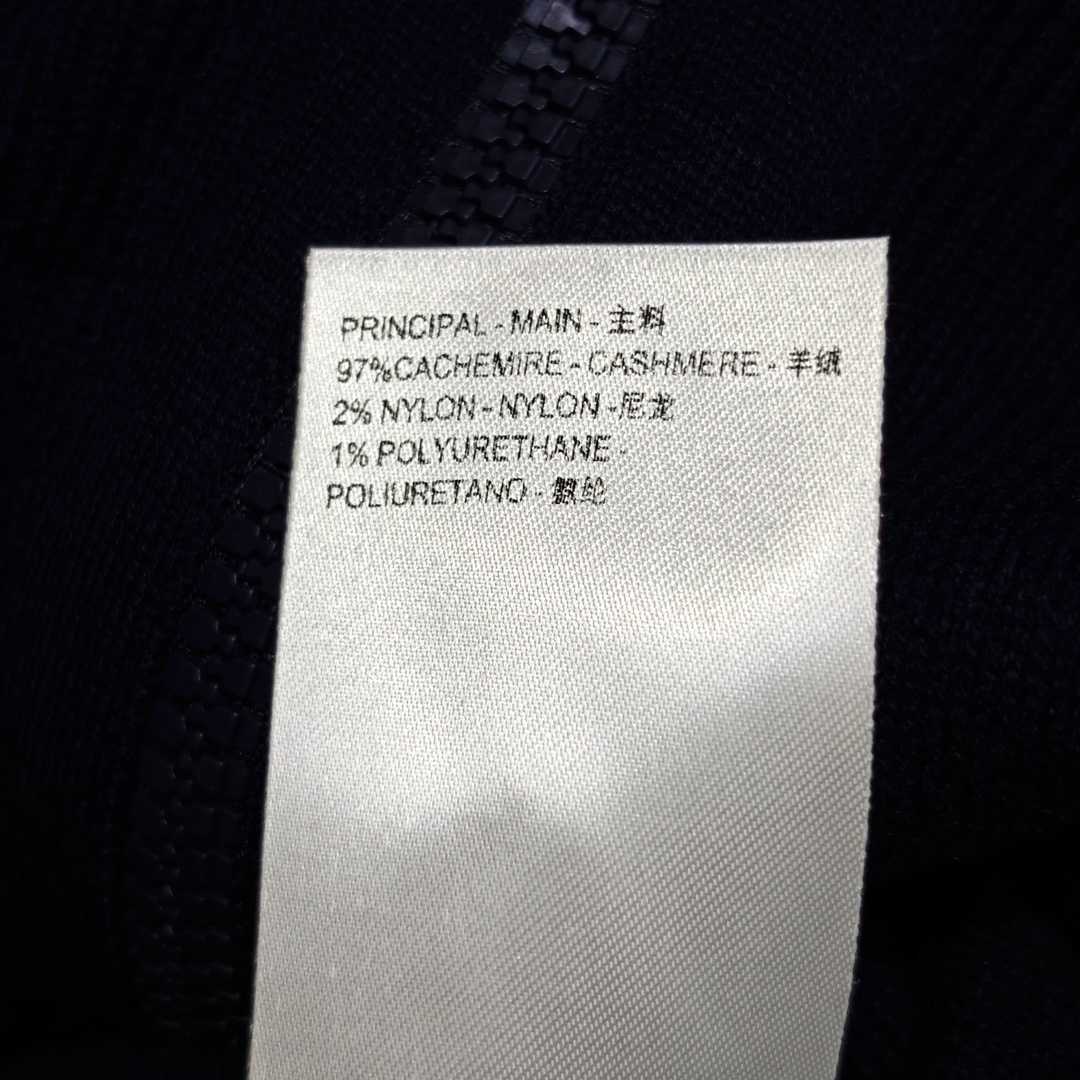 PRINCIPAL - MAIN - 主料
97%CACHEMIRE - CASHMERE - 羊绒
2% NYLON - NYLON -尼龙
1% POLYURETHANE -
POLIURETANO - 氨纶